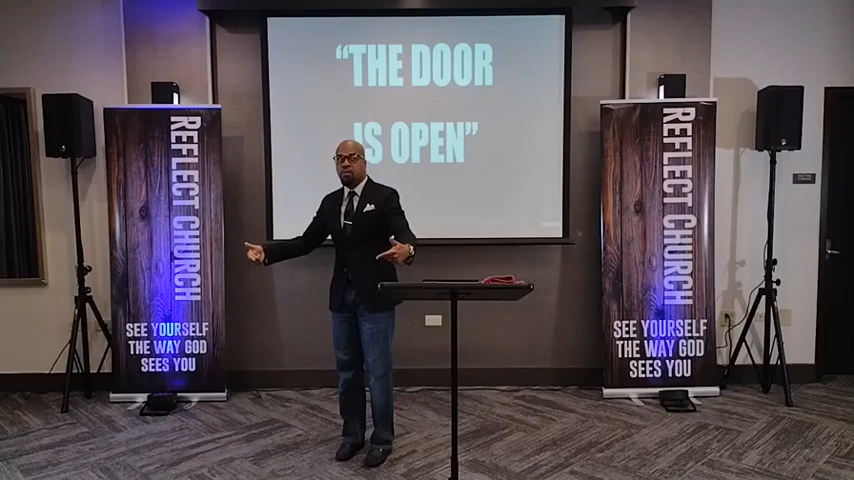 “THE DOOR
IS OPEN”
REFLECT CHURCH
SEE YOURSELF
THE WAY GOD
SEES YOU
REFLECT CHURCH
SEE YOURSELF
THE WAY GOD
SEES YOU